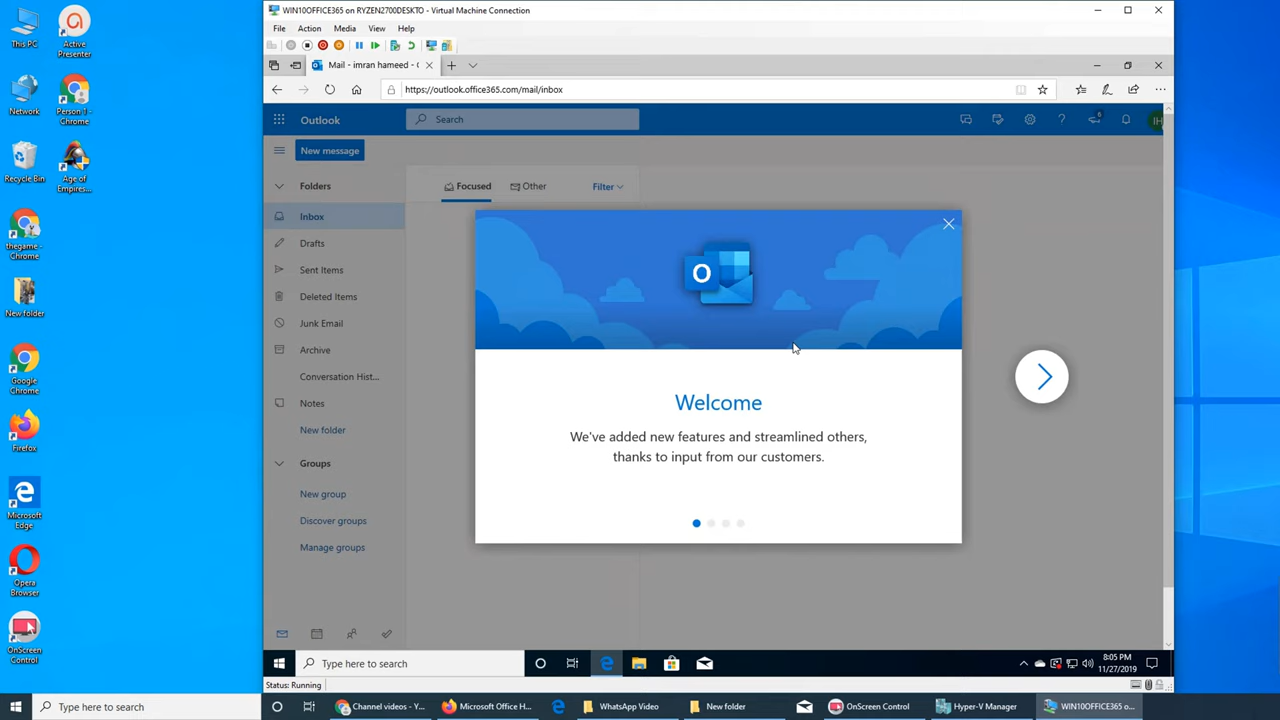 This PC
Active
Presenter
Network
Person 1 -
Chrome
Recycle Bin
Age of
Empires...
thegame -
Chrome
New folder
Google
Chrome
Firefox
Microsoft
Edge
Opera
Browser
OnScreen
Control
WIN10OFFICE365 on RYZEN2700DESKTO - Virtual Machine Connection
File Action Media View Help
Mail - imran hameed - 
https://outlook.office365.com/mail/inbox
Outlook
Search
6
IH
New message
Folders
Focused
Other
Filter
Inbox
Drafts
Sent Items
Deleted Items
Junk Email
Archive
Conversation Hist...
Notes
New folder
Groups
New group
Discover groups
Manage groups
O
Welcome
We've added new features and streamlined others,
thanks to input from our customers.
Type here to search
8:05 PM
11/27/2019
Status: Running
Type here to search
Channel videos - Y...
Microsoft Office H...
WhatsApp Video
New folder
OnScreen Control
Hyper-V Manager
WIN10OFFICE365 o...